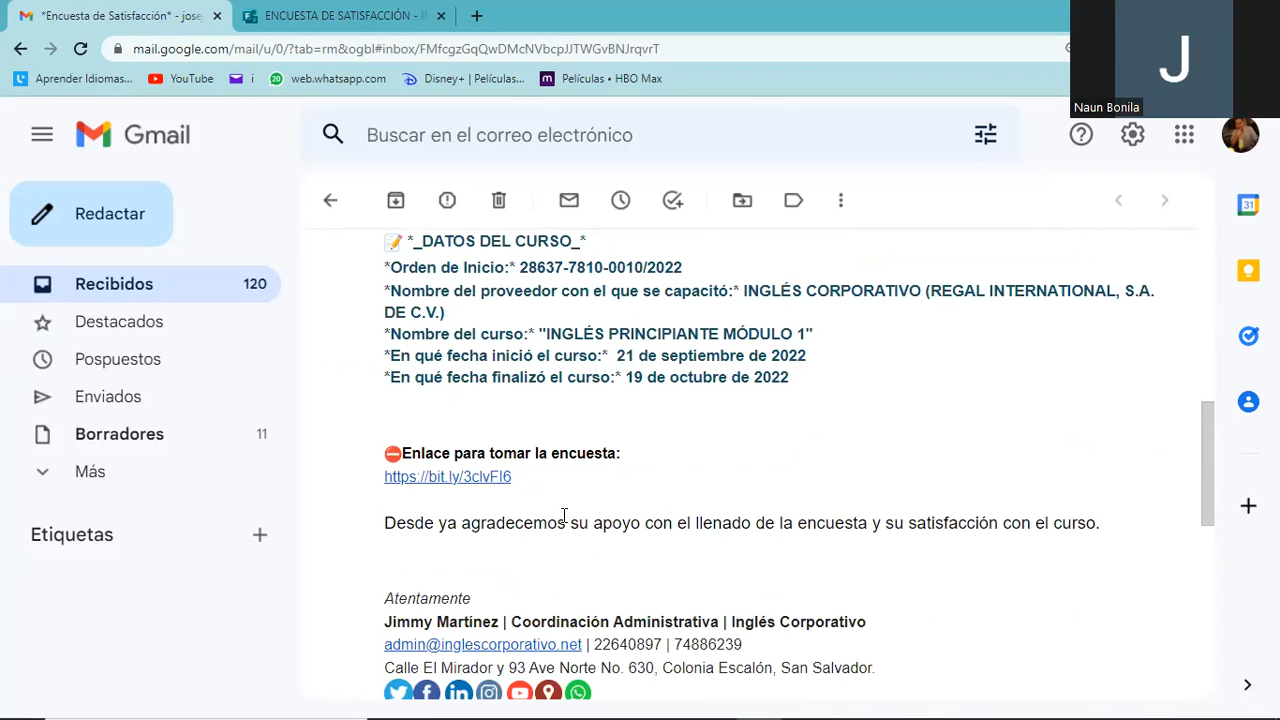 *Encuesta de Satisfacción* - jose
ENCUESTA DE SATISFACCIÓN - I
mail.google.com/mail/u/0/?tab=rm&ogbl#inbox/FMfcgzGqQwDMcNVbcpJJTWGvBNJrqvrT
Aprender Idiomas...
YouTube
i
web.whatsapp.com
Disney+ | Películas...
Películas • HBO Max
J
Naun Bonila
Gmail
Buscar en el correo electrónico
Redactar
Recibidos 120
Destacados
Pospuestos
Enviados
Borradores 11
Más
Etiquetas
31
*_DATOS DEL CURSO_*
*Orden de Inicio:* 28637-7810-0010/2022
*Nombre del proveedor con el que se capacitó:* INGLÉS CORPORATIVO (REGAL INTERNATIONAL, S.A.
DE C.V.)
*Nombre del curso:* "INGLÉS PRINCIPIANTE MÓDULO 1"
*En qué fecha inició el curso:* 21 de septiembre de 2022
*En qué fecha finalizó el curso:* 19 de octubre de 2022
Enlace para tomar la encuesta:
https://bit.ly/3clvFI6
Desde ya agradecemos su apoyo con el llenado de la encuesta y su satisfacción con el curso.
Atentamente
Jimmy Martínez | Coordinación Administrativa | Inglés Corporativo
admin@inglescorporativo.net | 22640897 | 74886239
Calle El Mirador y 93 Ave Norte No. 630, Colonia Escalón, San Salvador.